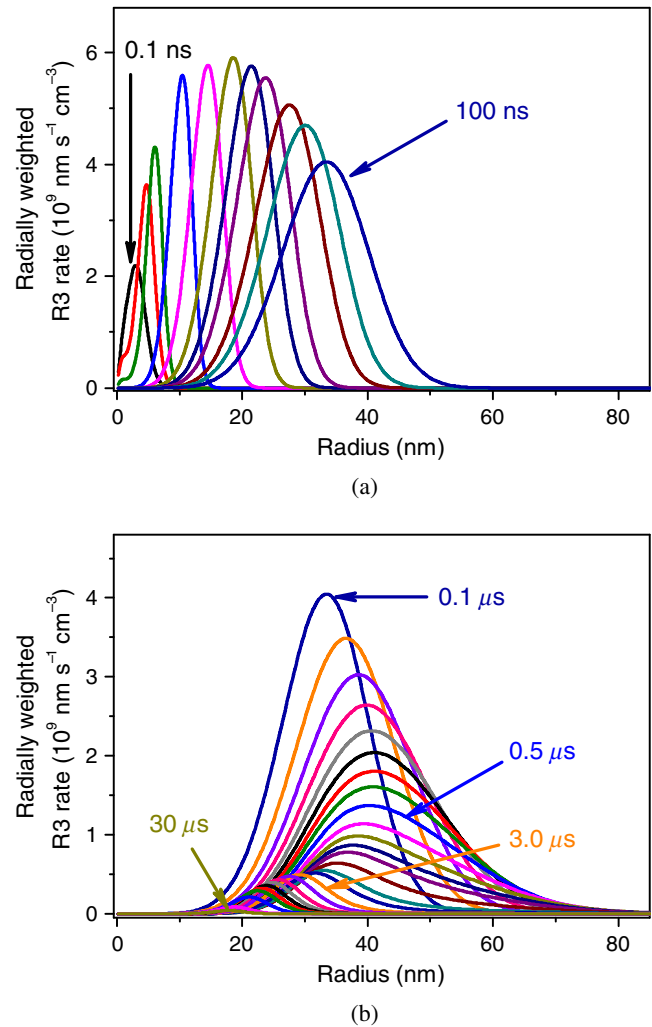 6
4
2
0
0.1 ns
100 ns
Radially weighted
R3 rate (10⁹ nm s⁻¹ cm⁻³)
0 20 40 60 80
Radius (nm)
(a)
4
3
2
1
0
0.1 μs
0.5 μs
3.0 μs
30 μs
Radially weighted
R3 rate (10⁹ nm s⁻¹ cm⁻³)
0 20 40 60 80
Radius (nm)
(b)